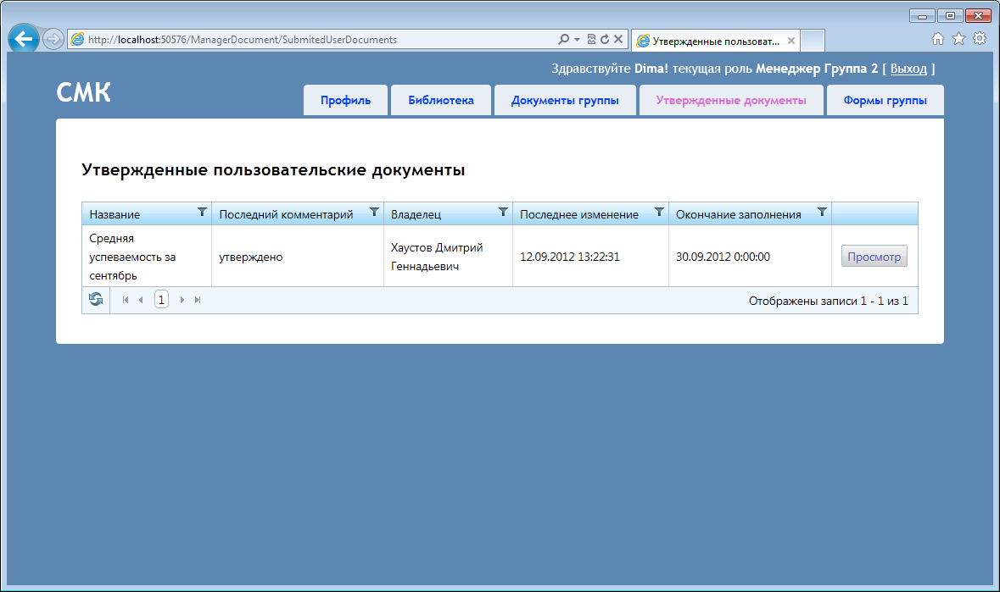 http://localhost:50576/ManagerDocument/SubmitedUserDocuments
Утвержденные пользоват...
Здравствуйте Dima! текущая роль Менеджер Группа 2 [ Выход ]
СМК
Профиль Библиотека Документы группы Утвержденные документы Формы группы
Утвержденные пользовательские документы
Название Последний комментарий Владелец Последнее изменение Окончание заполнения
Средняя
успеваемость за
сентябрь
утверждено
Хаустов Дмитрий
Геннадьевич
12.09.2012 13:22:31
30.09.2012 0:00:00
Просмотр
1
Отображены записи 1 - 1 из 1